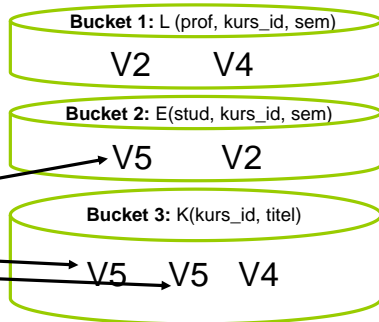 Bucket 1: L (prof, kurs_id, sem)
V2 V4
Bucket 2: E(stud, kurs_id, sem)
V5 V2
Bucket 3: K(kurs_id, titel)
V5 V5 V4